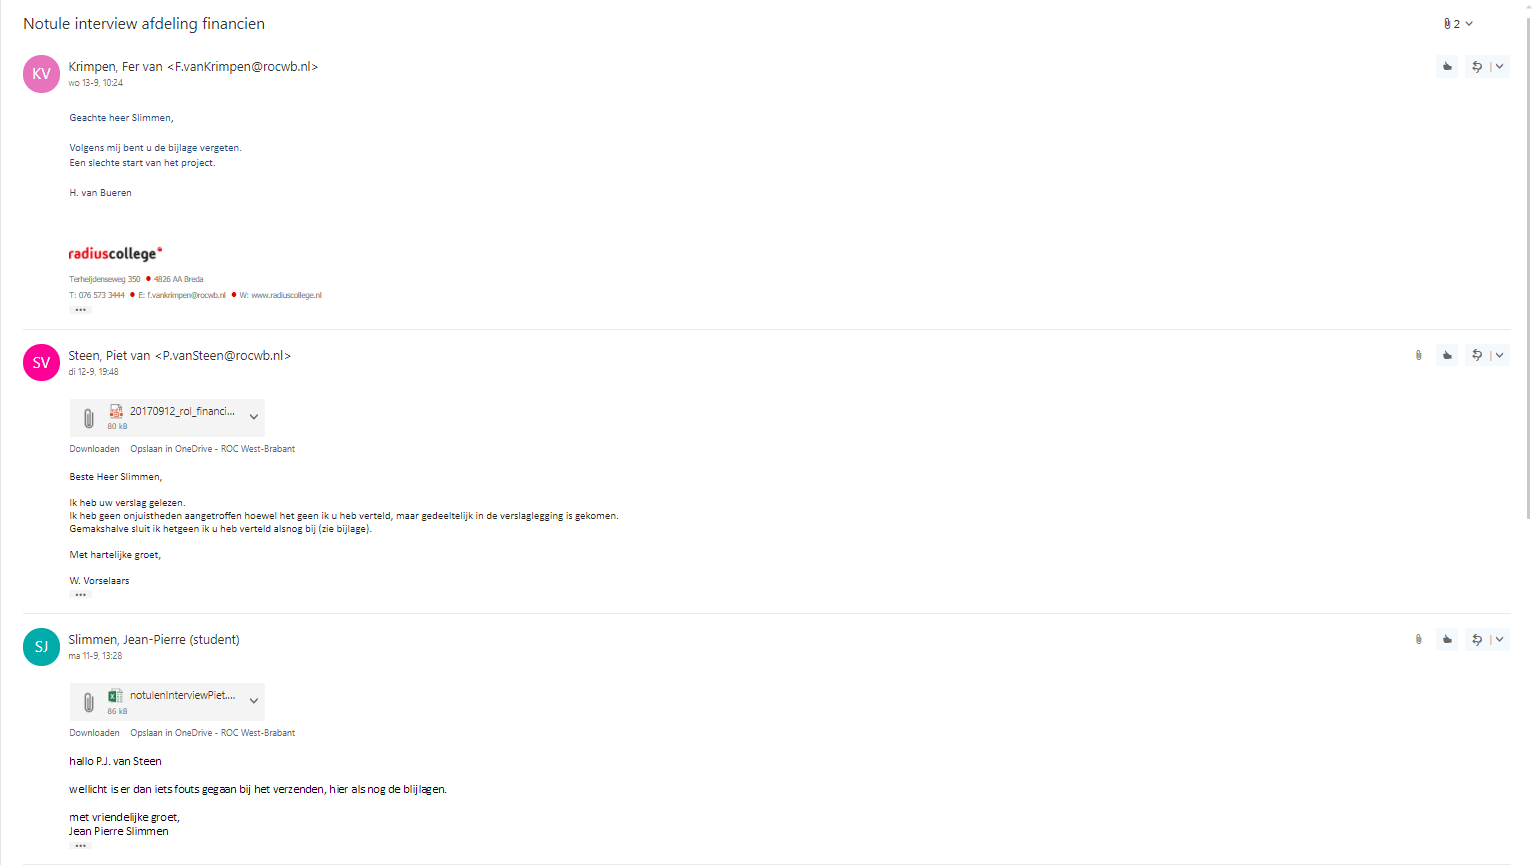 Notule interview afdeling financien
2
KV
Krimpen, Fer van <F.vanKrimpen@rocwb.nl>
wo 13-9, 10:24
Geachte heer Slimmen,
Volgens mij bent u de bijlage vergeten.
Een slechte start van het project.
H. van Bueren
radiuscollege
Terheijdenseweg 350 ● 4826 AA Breda
T: 076 573 3444 ● E: f.vankrimpen@rocwb.nl ● W: www.radiuscollege.nl
•••
SV
Steen, Piet van <P.vanSteen@rocwb.nl>
di 12-9, 19:48
20170912_rol_financi...
80 kB
Downloaden Opslaan in OneDrive - ROC West-Brabant
Beste Heer Slimmen,
Ik heb uw verslag gelezen.
Ik heb geen onjuistheden aangetroffen hoewel het geen ik u heb verteld, maar gedeeltelijk in de verslaglegging is gekomen.
Gemakshalve sluit ik hetgeen ik u heb verteld alsnog bij (zie bijlage).
Met hartelijke groet,
W. Vorselaars
•••
SJ
Slimmen, Jean-Pierre (student)
ma 11-9, 13:28
notulenInterviewPiet....
86 kB
Downloaden Opslaan in OneDrive - ROC West-Brabant
hallo P.J. van Steen
wellicht is er dan iets fouts gegaan bij het verzenden, hier als nog de blijlagen.
met vriendelijke groet,
Jean Pierre Slimmen
•••